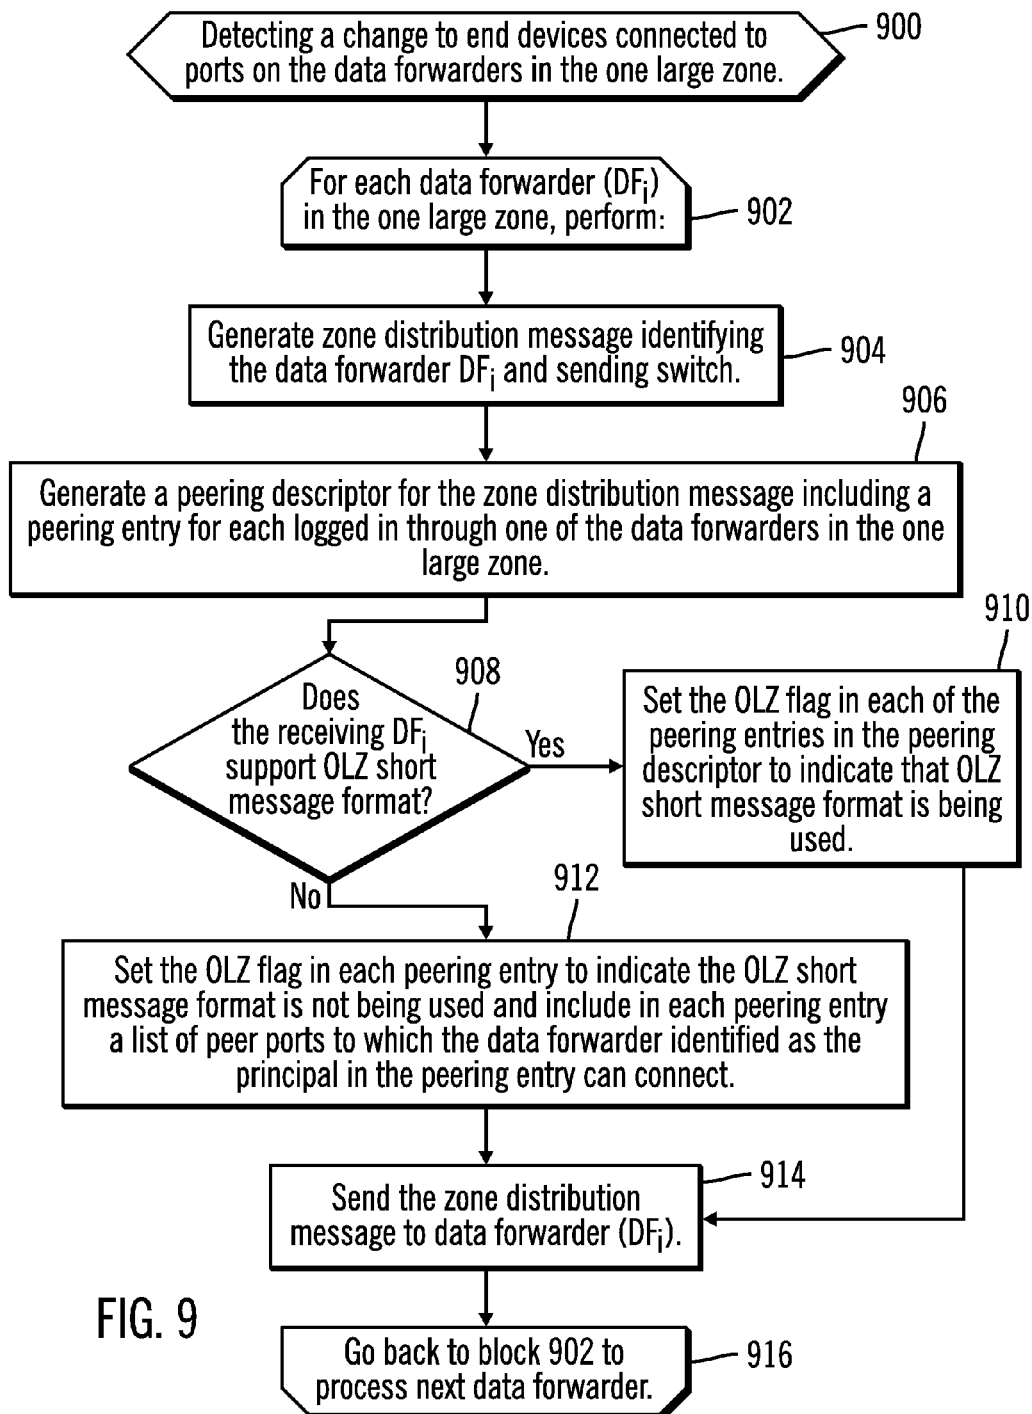 Detecting a change to end devices connected to
ports on the data forwarders in the one large zone.
900
For each data forwarder (DFi)
in the one large zone, perform:
902
Generate zone distribution message identifying
the data forwarder DFi and sending switch.
904
906
Generate a peering descriptor for the zone distribution message including a
peering entry for each logged in through one of the data forwarders in the one
large zone.
908
Does
the receiving DFi
support OLZ short
message format?
Yes
No
910
Set the OLZ flag in each of the
peering entries in the peering
descriptor to indicate that OLZ
short message format is being
used.
912
Set the OLZ flag in each peering entry to indicate the OLZ short
message format is not being used and include in each peering entry
a list of peer ports to which the data forwarder identified as the
principal in the peering entry can connect.
914
Send the zone distribution
message to data forwarder (DFi).
FIG. 9
Go back to block 902 to
process next data forwarder.
916